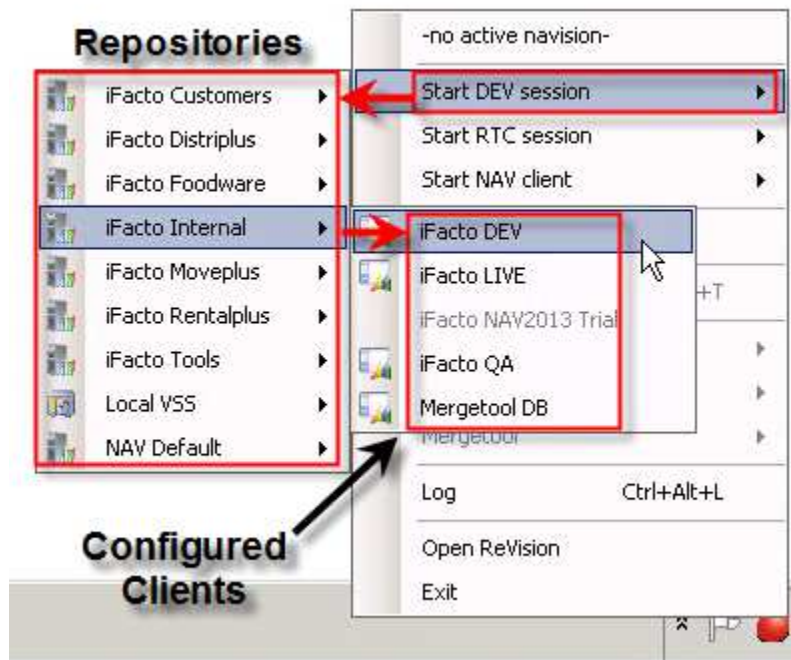 Repositories
iFacto Customers
iFacto Distriplus
iFacto Foodware
iFacto Internal
iFacto Moveplus
iFacto Rentalplus
iFacto Tools
Local VSS
NAV Default
-no active navision-
Start DEV session
Start RTC session
Start NAV client
iFacto DEV
iFacto LIVE
iFacto NAV2013 Trial
iFacto QA
Mergetool DB
+T
Mergetool
Log Ctrl+Alt+L
Open ReVision
Exit
Configured
Clients